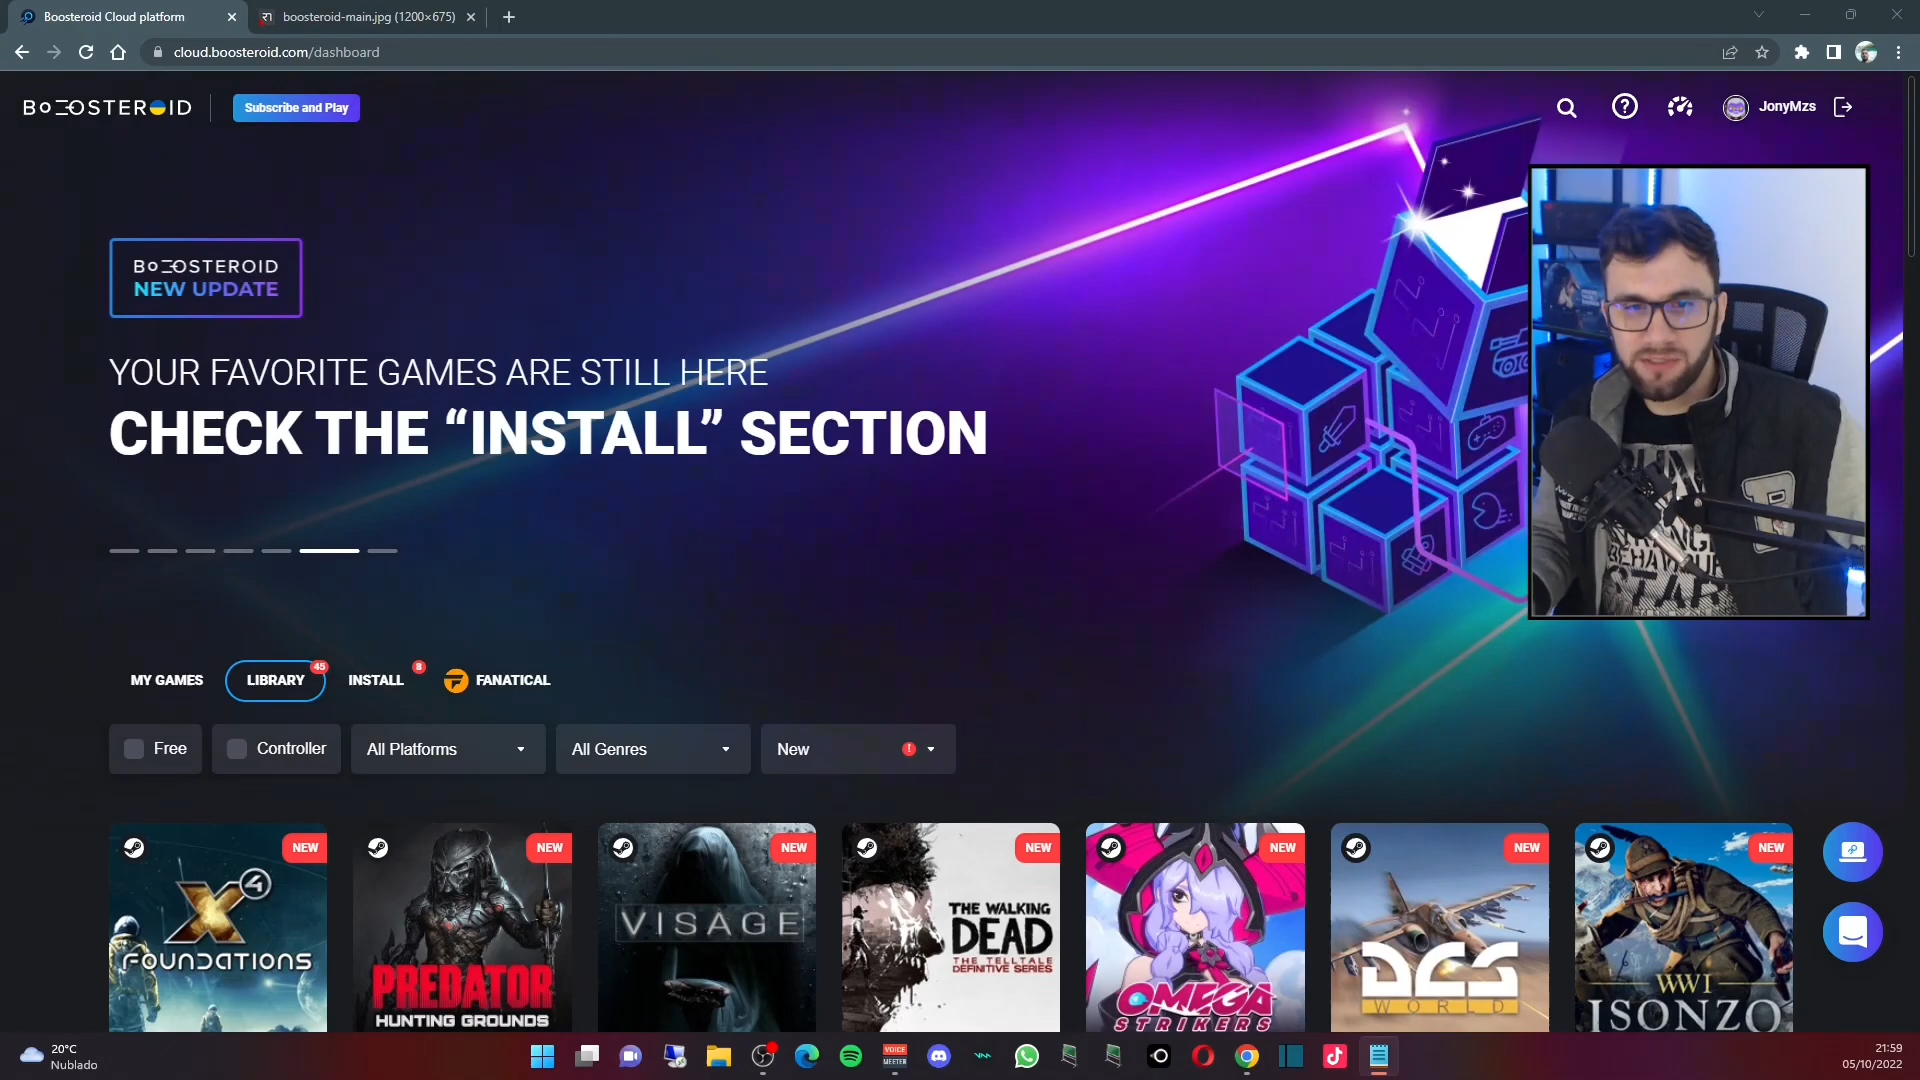 Boosteroid Cloud platform
boosteroid-main.jpg (1200×675)
cloud.boosteroid.com/dashboard
BOOSTEROID
Subscribe and Play
JonyMzs
BOOSTEROID
NEW UPDATE
YOUR FAVORITE GAMES ARE STILL HERE
CHECK THE “INSTALL” SECTION
MY GAMES
LIBRARY
45
INSTALL
8
FANATICAL
Free
Controller
All Platforms
All Genres
New
!
NEW
X4
FOUNDATIONS
NEW
PREDATOR
HUNTING GROUNDS
NEW
VISAGE
NEW
THE WALKING
DEAD
THE TELLTALE
DEFINITIVE SERIES
NEW
OMEGA
STRIKERS
NEW
DCS
WORLD
NEW
WWI
ISONZO
BEHAVIOUR
STAR
20°C
Nublado
VOICE
MEETER
21:59
05/10/2022